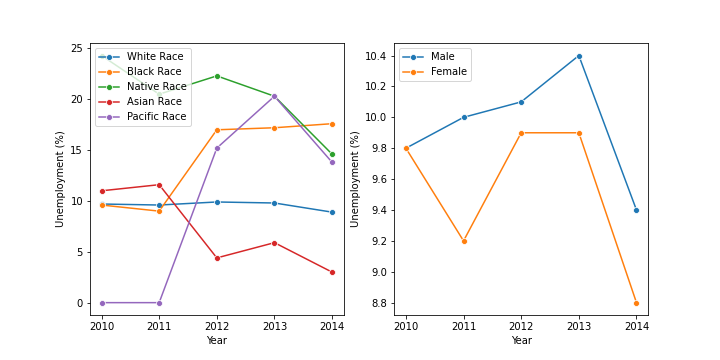 25
20
15
10
5
0
Unemployment (%)
White Race
Black Race
Native Race
Asian Race
Pacific Race
2010 2011 2012 2013 2014
Year
10.4
10.2
10.0
9.8
9.6
9.4
9.2
9.0
8.8
Unemployment (%)
Male
Female
2010 2011 2012 2013 2014
Year